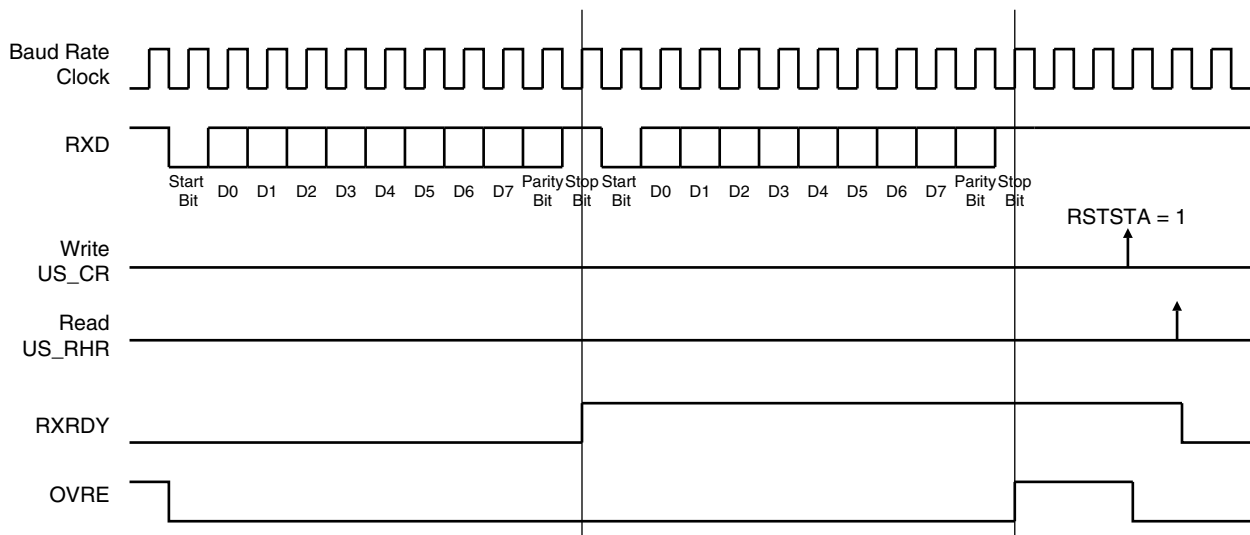 Baud Rate
Clock
RXD
Start
Bit
D0
D1
D2
D3
D4
D5
D6
D7
Parity
Bit
Stop
Bit
Start
Bit
D0
D1
D2
D3
D4
D5
D6
D7
Parity
Bit
Stop
Bit
RSTSTA = 1
Write
US_CR
Read
US_RHR
RXRDY
OVRE